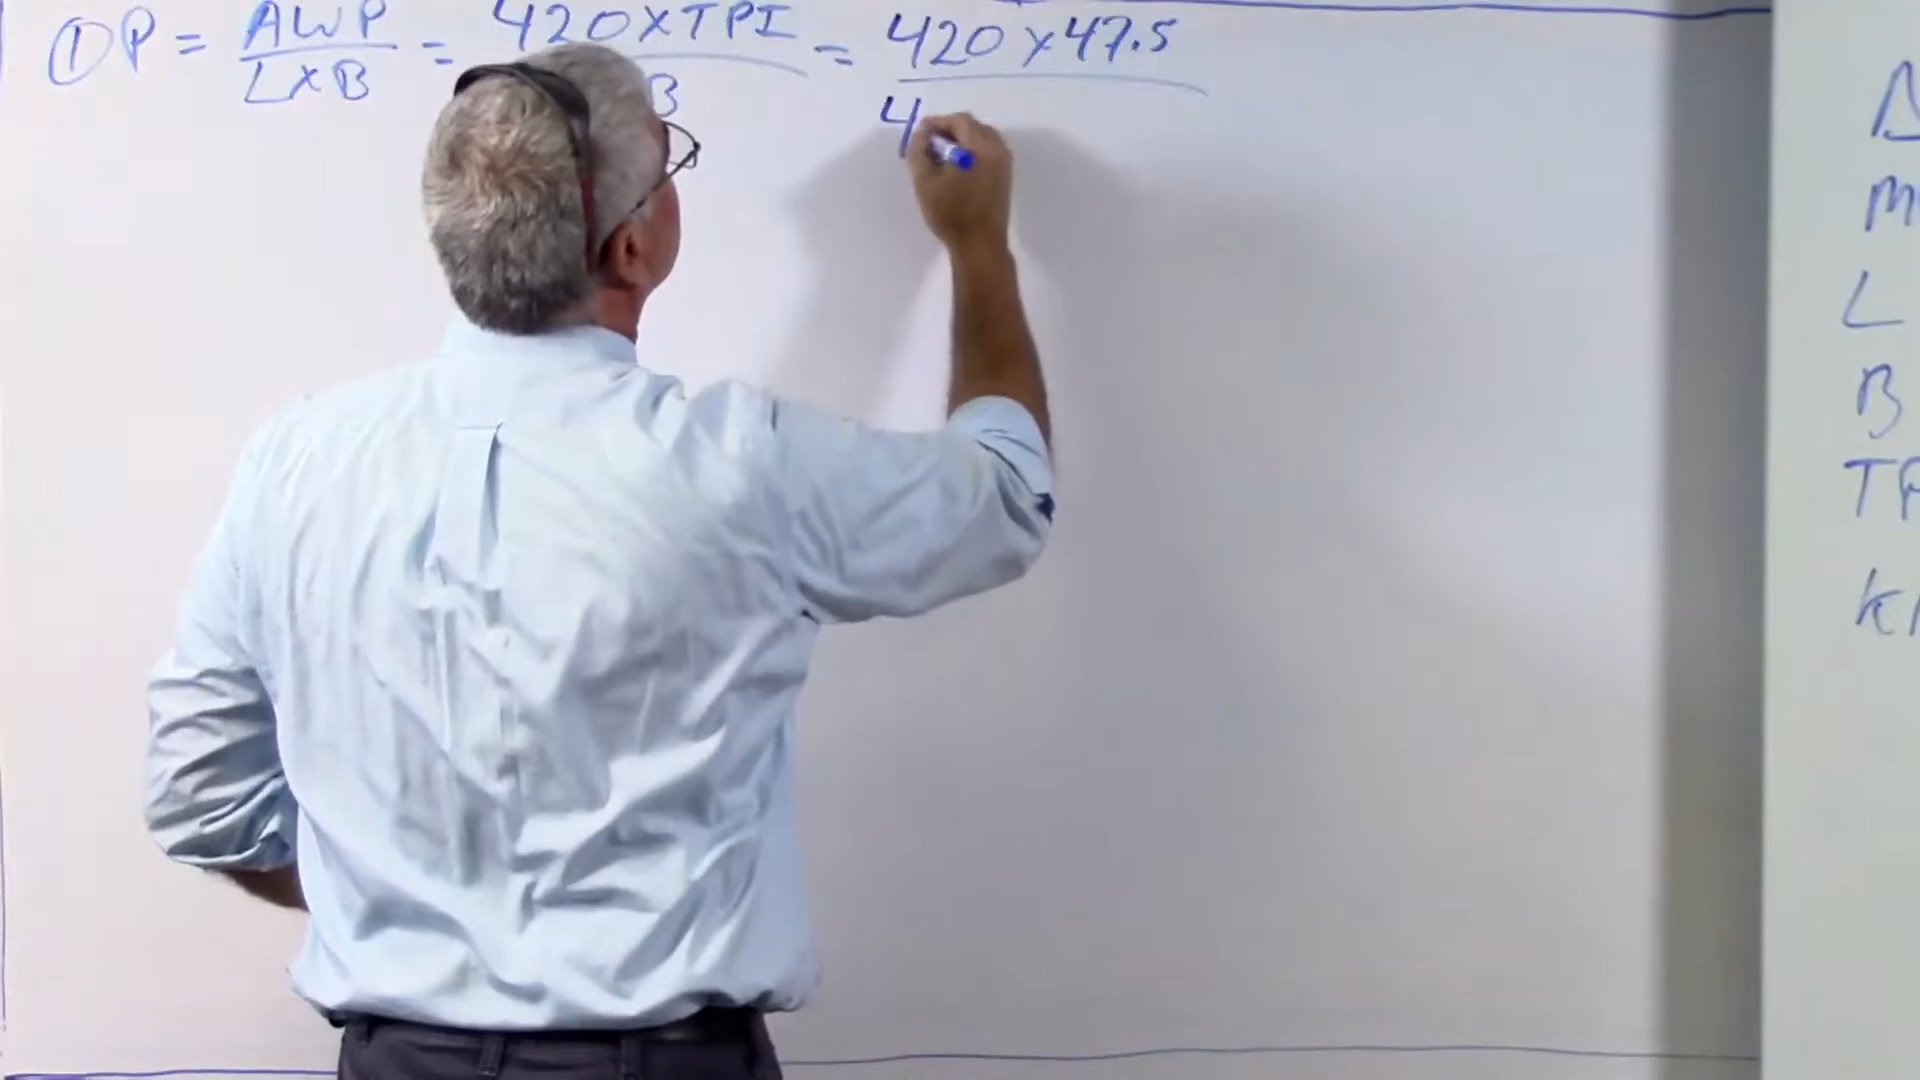 ① P = AWP / L X B = 420 X TPI / B = 420 x 47.5 / 4
L
B